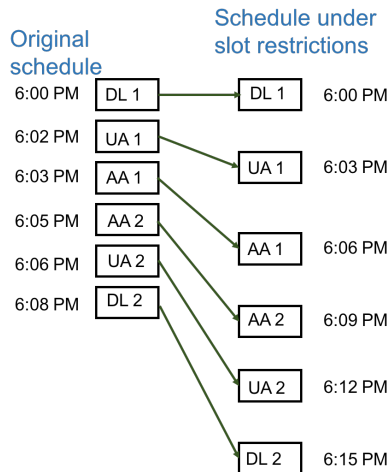 Original
schedule
Schedule under
slot restrictions
6:00 PM DL 1 DL 1 6:00 PM
6:02 PM UA 1 UA 1 6:03 PM
6:03 PM AA 1 AA 1 6:06 PM
6:05 PM AA 2 AA 2 6:09 PM
6:06 PM UA 2 UA 2 6:12 PM
6:08 PM DL 2 DL 2 6:15 PM